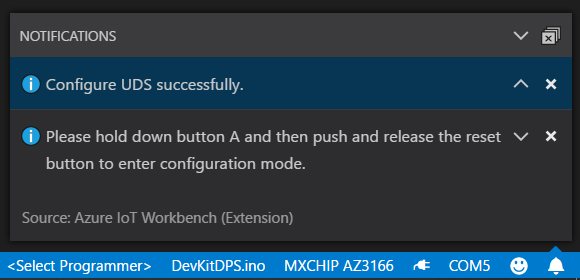 NOTIFICATIONS
Configure UDS successfully.
Please hold down button A and then push and release the reset
button to enter configuration mode.
Source: Azure IoT Workbench (Extension)
<Select Programmer> DevKitDPS.ino MXCHIP AZ3166 COM5